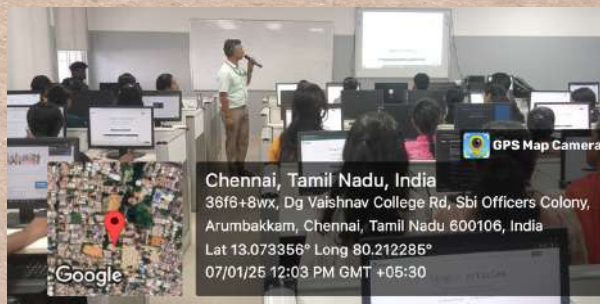 GPS Map Camera
Chennai, Tamil Nadu, India
36f6+8wx, Dg Vaishnav College Rd, Sbi Officers Colony,
Arumbakkam, Chennai, Tamil Nadu 600106, India
Lat 13.073356° Long 80.212285°
07/01/25 12:03 PM GMT +05:30
Google